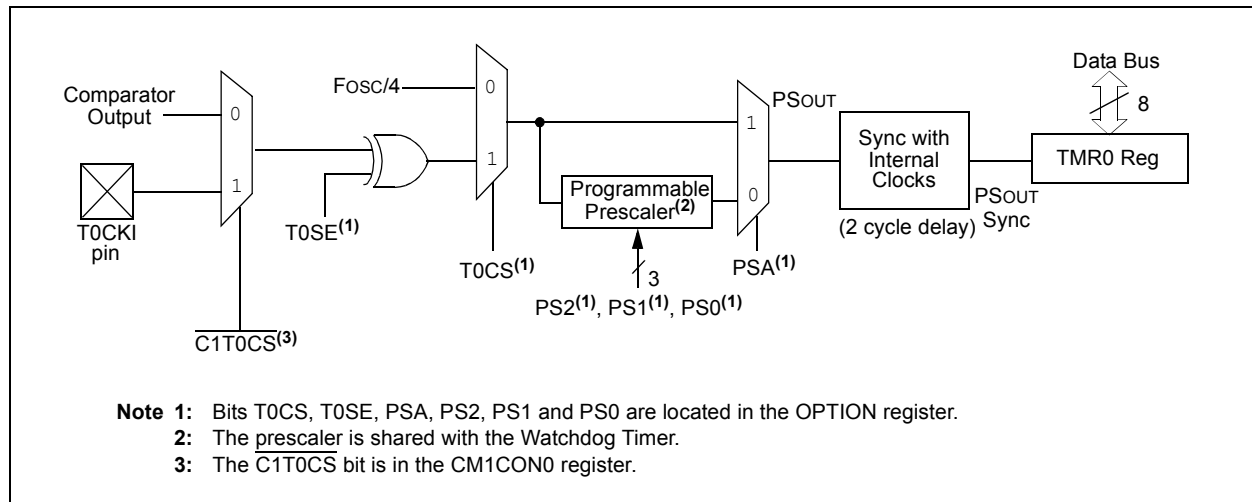 Data Bus
8
FOSC/4
0
1
Comparator
Output
0
1
T0CKI
pin
T0SE(1)
T0CS(1)
C1T0CS(3)
Programmable
Prescaler(2)
3
PS2(1), PS1(1), PS0(1)
1
0
PSOUT
PSA(1)
Sync with
Internal
Clocks
(2 cycle delay)
PSOUT
Sync
TMR0 Reg
Note 1: Bits T0CS, T0SE, PSA, PS2, PS1 and PS0 are located in the OPTION register.
2: The prescaler is shared with the Watchdog Timer.
3: The C1T0CS bit is in the CM1CON0 register.